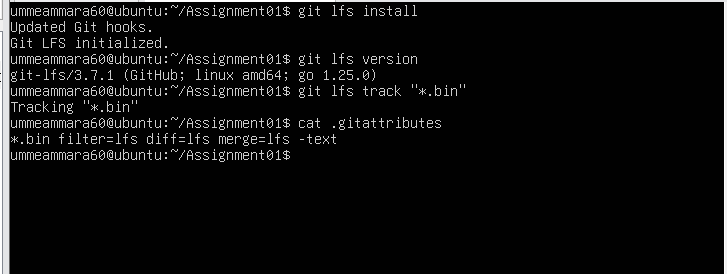 ummeammara60@ubuntu:~/Assignment01$ git lfs install
Updated Git hooks.
Git LFS initialized.
ummeammara60@ubuntu:~/Assignment01$ git lfs version
git-lfs/3.7.1 (GitHub; linux amd64; go 1.25.0)
ummeammara60@ubuntu:~/Assignment01$ git lfs track "*.bin"
Tracking "*.bin"
ummeammara60@ubuntu:~/Assignment01$ cat .gitattributes
*.bin filter=lfs diff=lfs merge=lfs -text
ummeammara60@ubuntu:~/Assignment01$